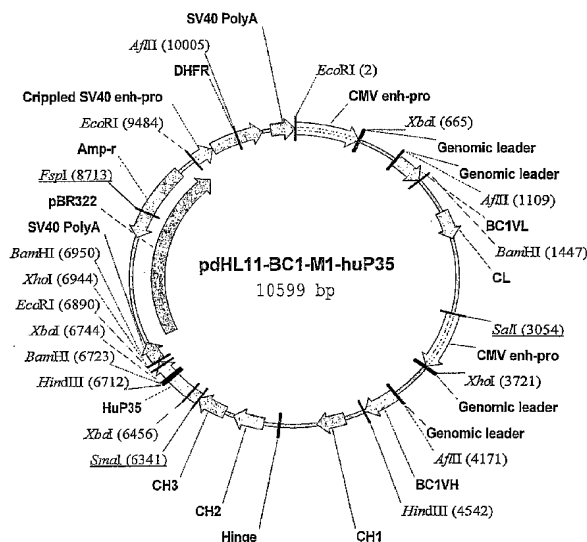 SV40 PolyA
AflII (10005)
DHFR
EcoRI (2)
CMV enh-pro
Crippled SV40 enh-pro
XbaI (665)
EcoRI (9484)
Genomic leader
Amp-r
Genomic leader
FspI (8713)
AflII (1109)
pBR322
BC1VL
SV40 PolyA
BamHI (1447)
BamHI (6950)
CL
XhoI (6944)
pdHL11-BC1-M1-huP35
10599 bp
EcoRI (6890)
SalI (3054)
XbaI (6744)
CMV enh-pro
BamHI (6723)
XhoI (3721)
HindIII (6712)
Genomic leader
HuP35
Genomic leader
XbaI (6456)
AflII (4171)
SmaI (6341)
BC1VH
CH3
HindIII (4542)
CH2
Hinge
CH1